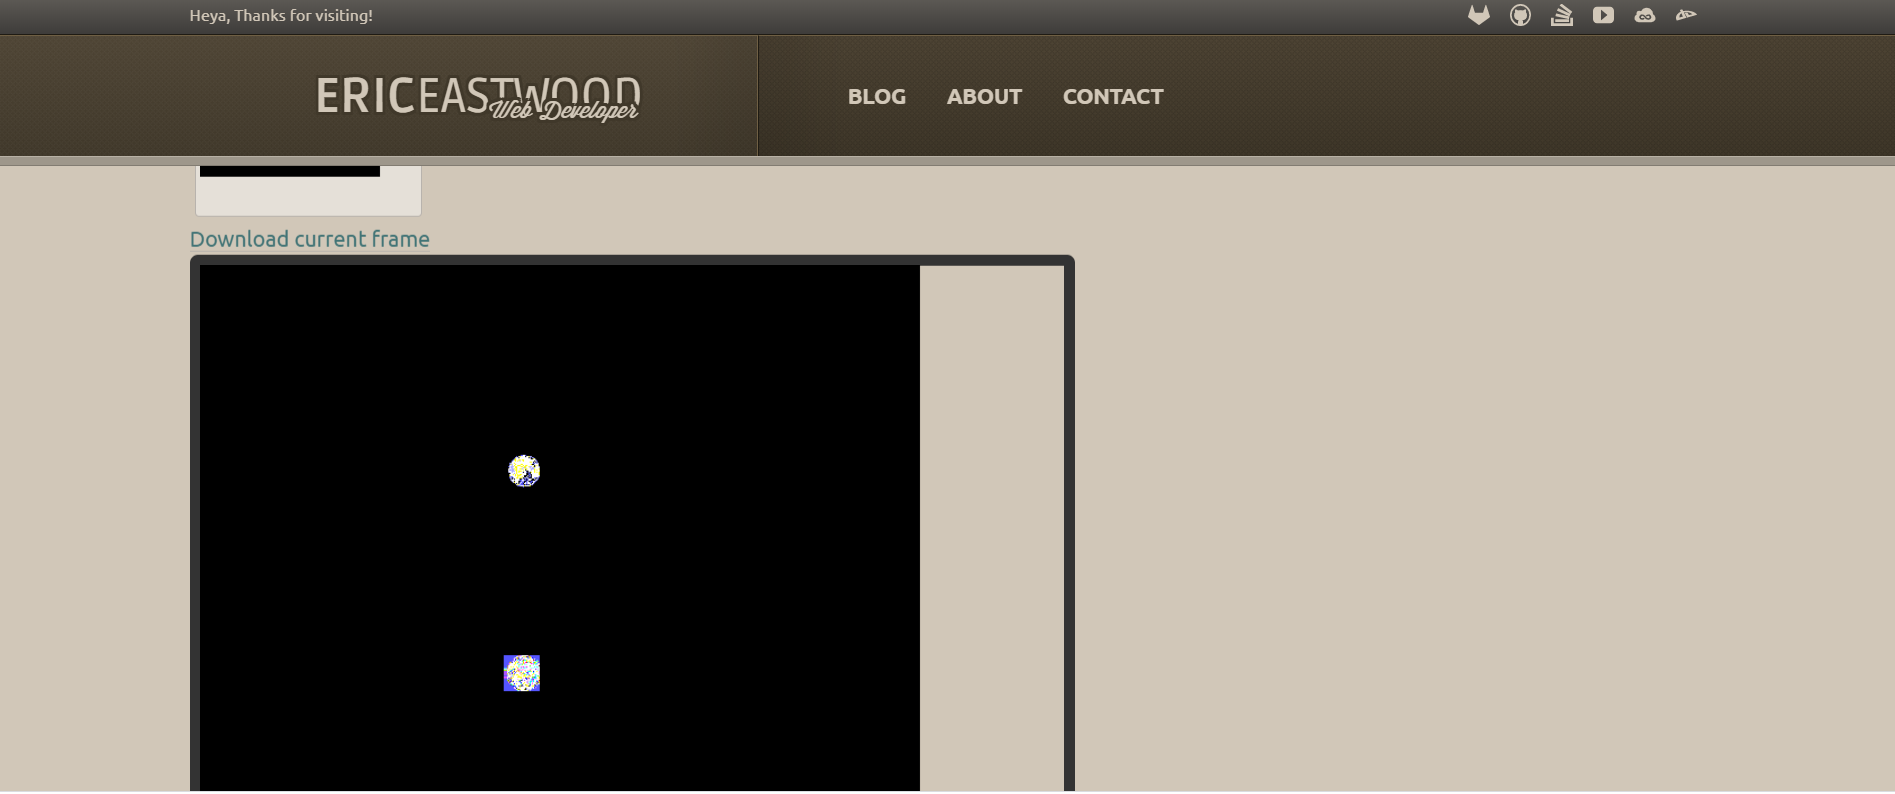 Heya, Thanks for visiting!
ERICEASTWOOD
Web Developer
BLOG ABOUT CONTACT
Download current frame